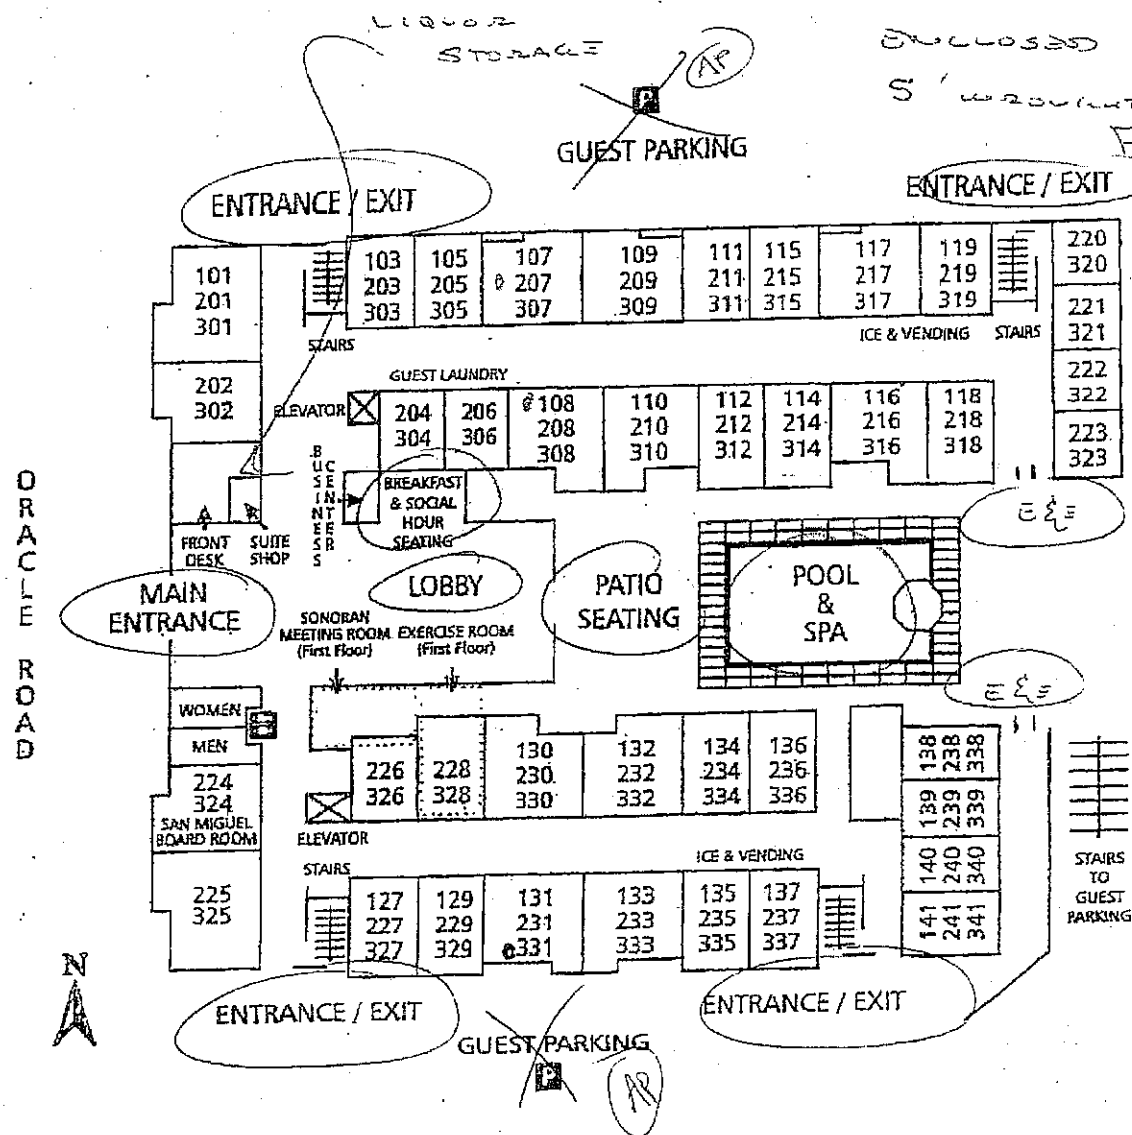 LIQUOR
STORAGE
AP
ENCLOSED
5' WROUGHT
P
GUEST PARKING
ENTRANCE / EXIT
ENTRANCE / EXIT
101
201
301
103
203
303
105
205
305
107
207
307
109
209
309
111
211
311
115
215
315
117
217
317
119
219
319
220
320
221
321
222
322
223
323
STAIRS
ICE & VENDING
STAIRS
GUEST LAUNDRY
202
302
ELEVATOR
204
304
206
306
108
208
308
110
210
310
112
212
312
114
214
314
116
216
316
118
218
318
BUSINESS
CENTER
BREAKFAST
& SOCIAL
HOUR
SEATING
E & E
FRONT
DESK
SUITE
SHOP
ORACLE ROAD
MAIN
ENTRANCE
LOBBY
PATIO
SEATING
POOL
&
SPA
SONORAN
MEETING ROOM
(First Floor)
EXERCISE ROOM
(First Floor)
E & E
WOMEN
MEN
224
324
SAN MIGUEL
BOARD ROOM
225
325
226
326
228
328
130
230
330
132
232
332
134
234
334
136
236
336
138
238
338
139
239
339
140
240
340
141
241
341
ELEVATOR
STAIRS
ICE & VENDING
STAIRS
TO
GUEST
PARKING
127
227
327
129
229
329
131
231
331
133
233
333
135
235
335
137
237
337
N
ENTRANCE / EXIT
ENTRANCE / EXIT
GUEST PARKING
P
AP